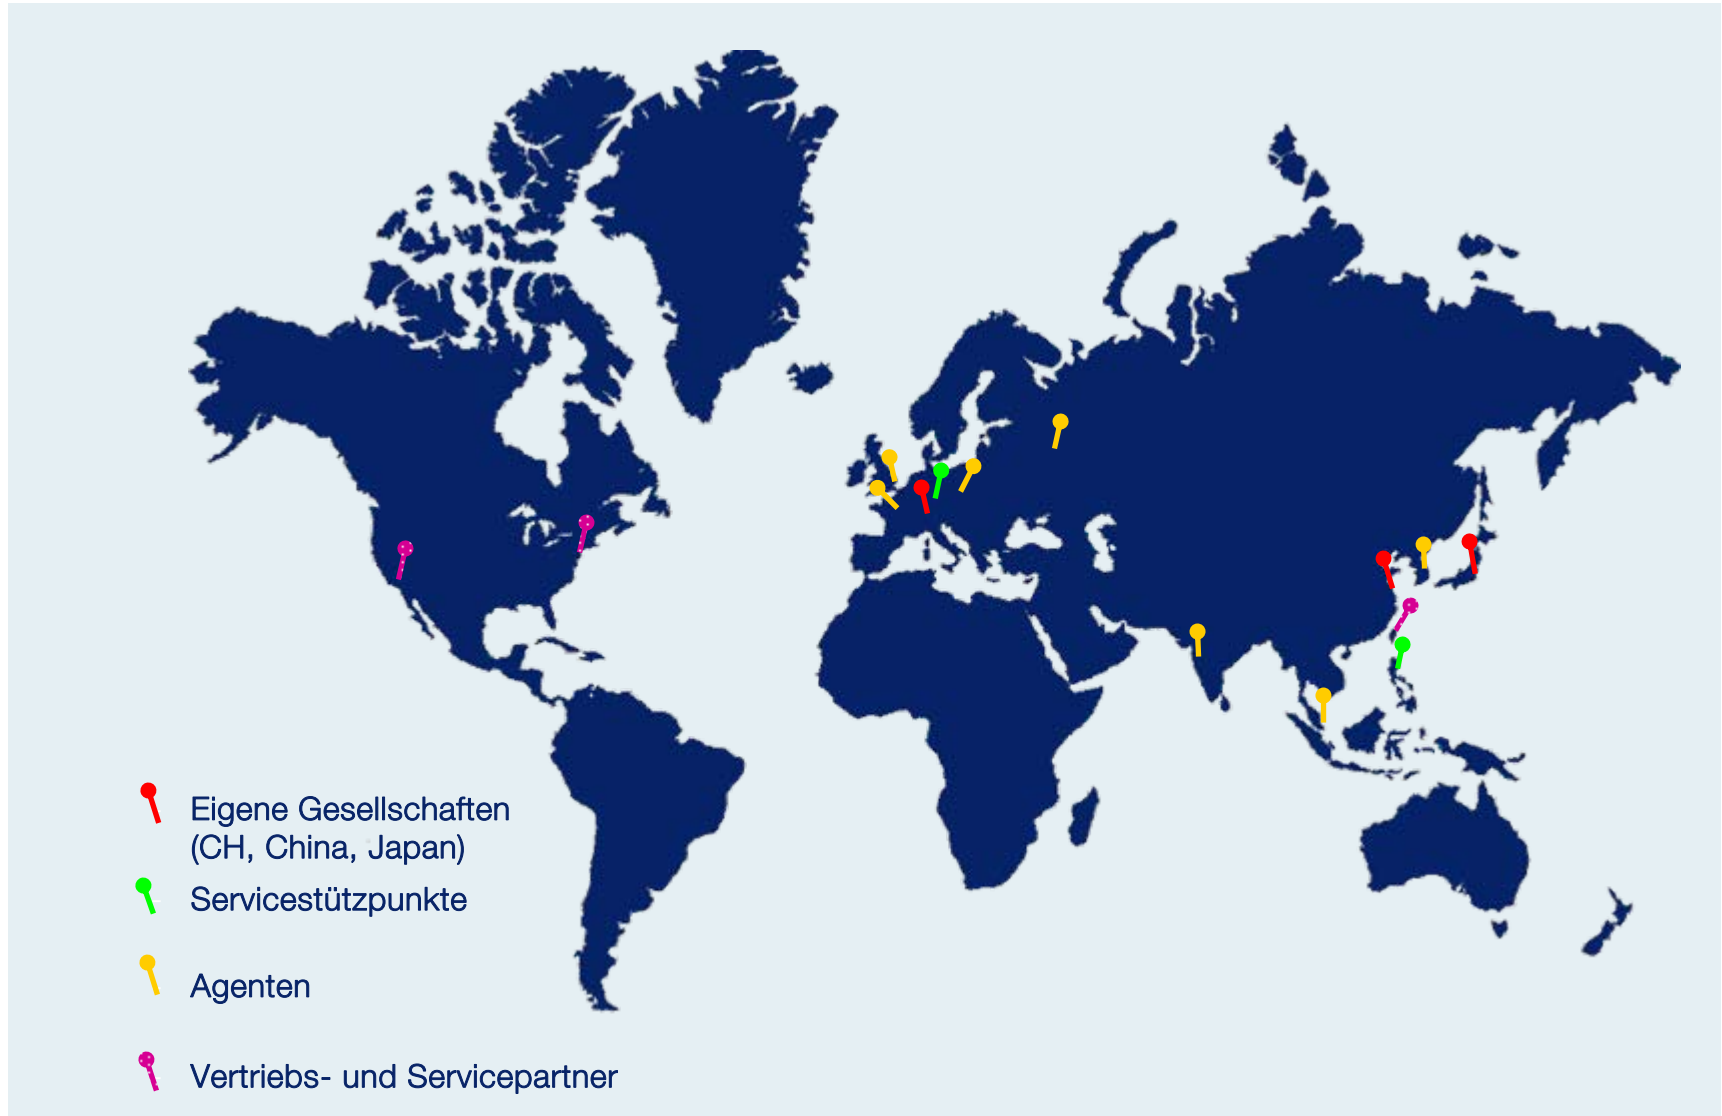 Eigene Gesellschaften
(CH, China, Japan)
Servicestützpunkte
Agenten
Vertriebs- und Servicepartner